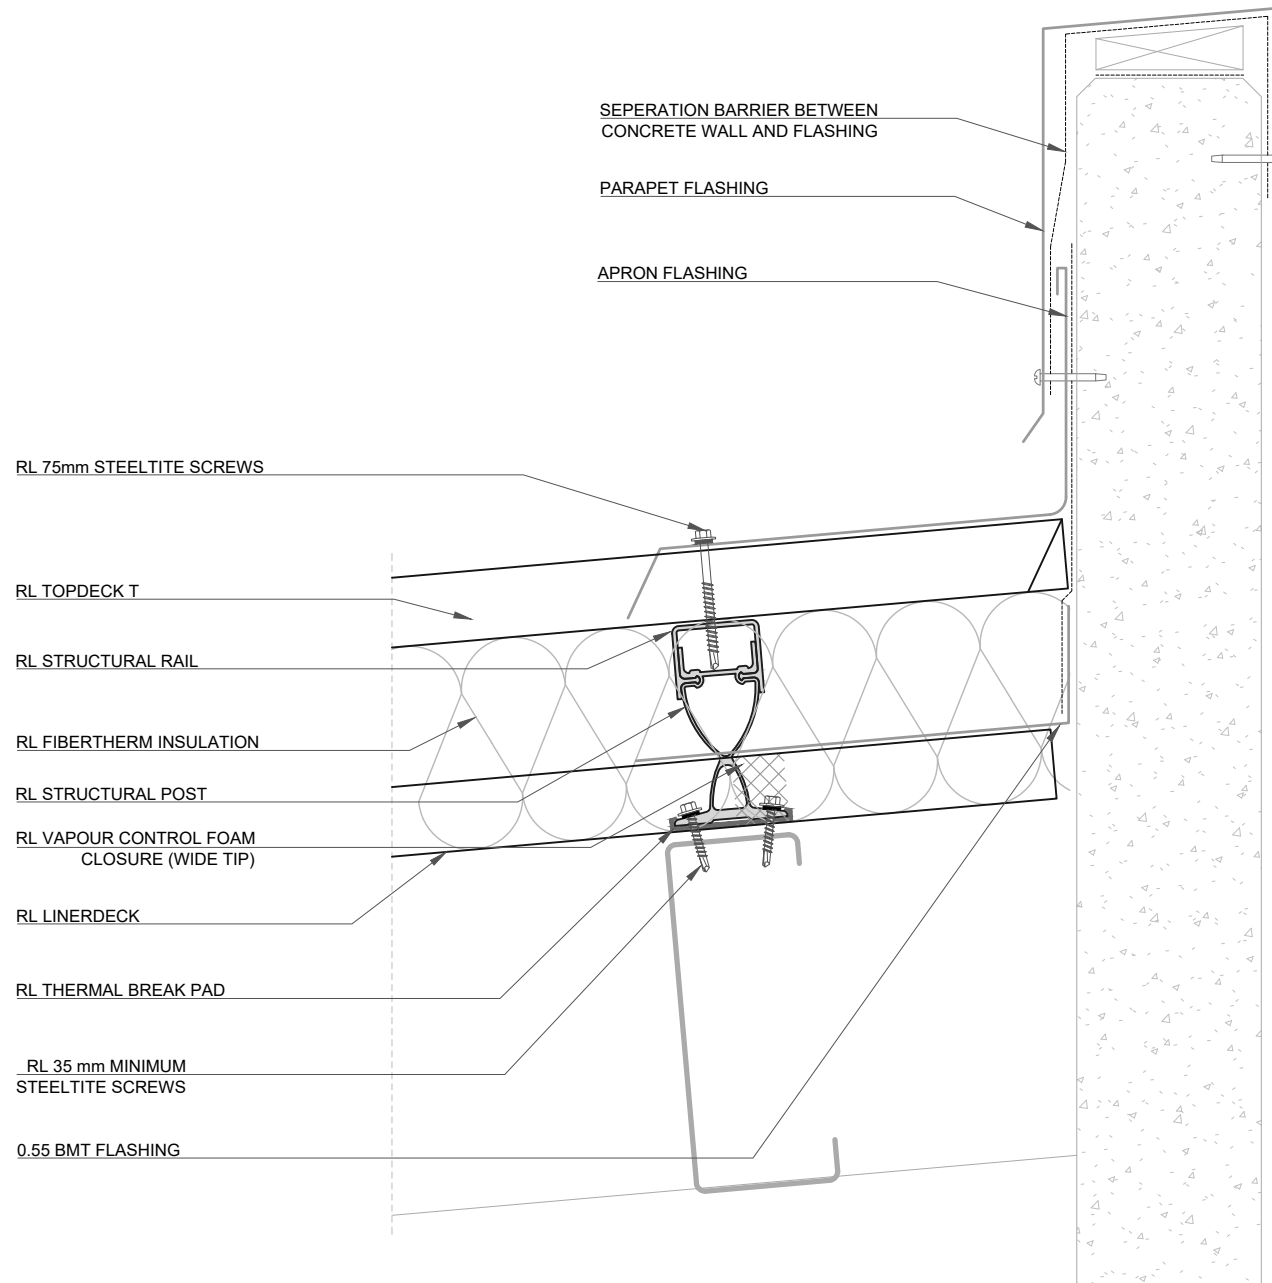 SEPERATION BARRIER BETWEEN
CONCRETE WALL AND FLASHING
PARAPET FLASHING
APRON FLASHING
RL 75mm STEELTITE SCREWS
RL TOPDECK T
RL STRUCTURAL RAIL
RL FIBERTHERM INSULATION
RL STRUCTURAL POST
RL VAPOUR CONTROL FOAM
CLOSURE (WIDE TIP)
RL LINERDECK
RL THERMAL BREAK PAD
RL 35 mm MINIMUM
STEELTITE SCREWS
0.55 BMT FLASHING